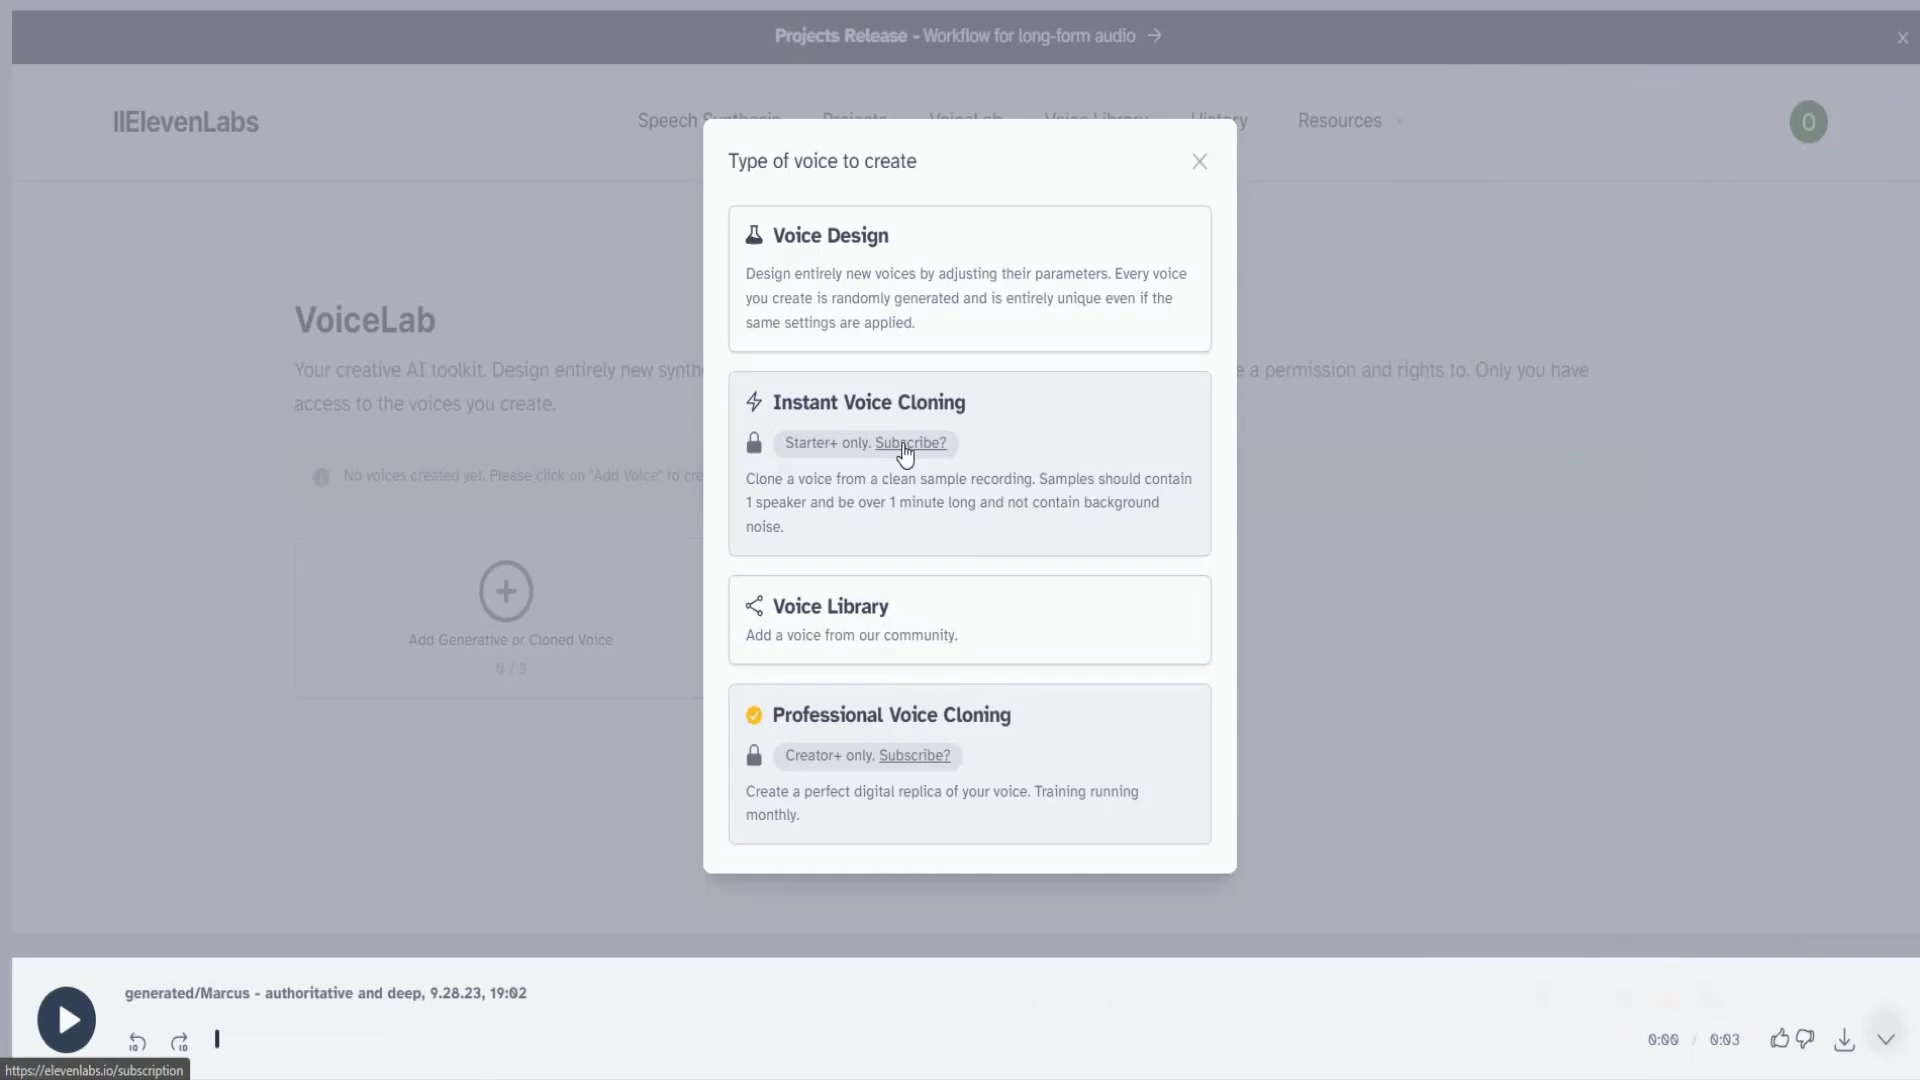 Projects Release - Workflow for long-form audio →
IIElevenLabs
Speech Synthesis Projects VoiceLab Voice Library History Resources
O
Type of voice to create
Voice Design
Design entirely new voices by adjusting their parameters. Every voice
you create is randomly generated and is entirely unique even if the
same settings are applied.
VoiceLab
Your creative AI toolkit. Design entirely new synth
e a permission and rights to. Only you have
access to the voices you create.
Instant Voice Cloning
Starter+ only. Subscribe?
Clone a voice from a clean sample recording. Samples should contain
1 speaker and be over 1 minute long and not contain background
noise.
No voices created yet. Please click on "Add Voice" to cre
Add Generative or Cloned Voice
0 / 3
Voice Library
Add a voice from our community.
Professional Voice Cloning
Creator+ only. Subscribe?
Create a perfect digital replica of your voice. Training running
monthly.
generated/Marcus - authoritative and deep, 9.28.23, 19:02
10 10
0:00 / 0:03
https://elevenlabs.io/subscription